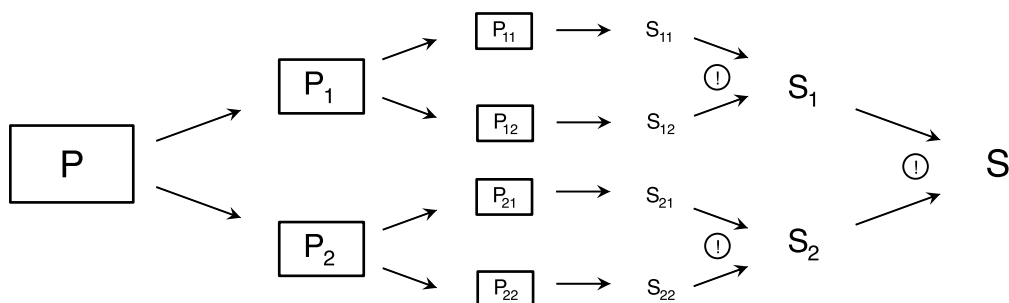 P
P₁
P₂
P₁₁
P₁₂
P₂₁
P₂₂
S₁₁
S₁₂
S₂₁
S₂₂
!
!
S₁
S₂
!
S